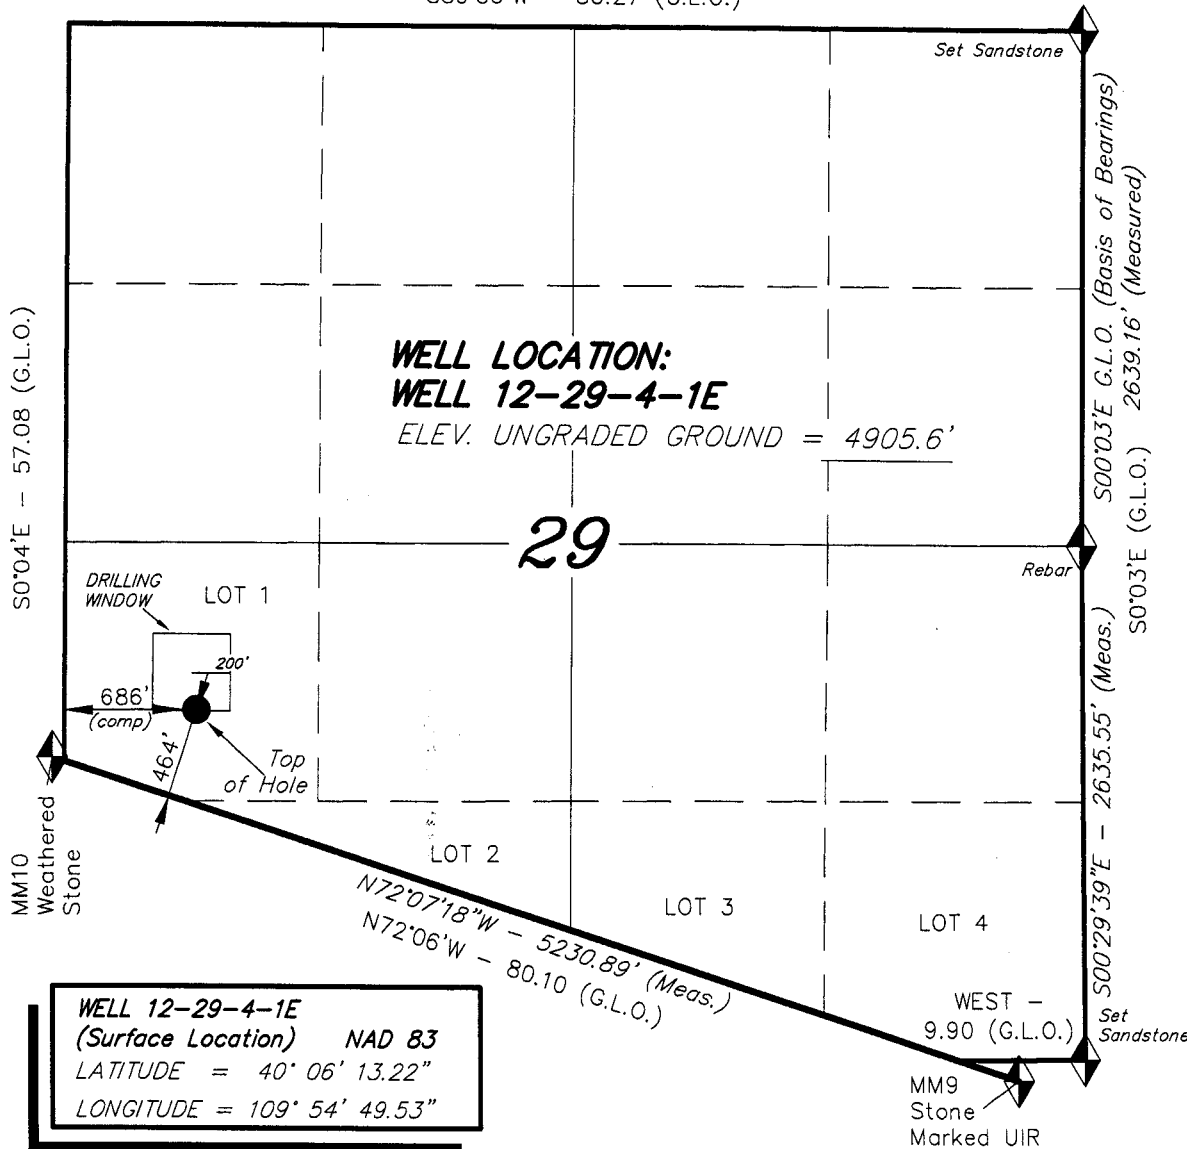 Set Sandstone
S00°03'E G.L.O. (Basis of Bearings)
2639.16' (Measured)
S0°03'E (G.L.O.)
S0°04'E – 57.08 (G.L.O.)
WELL LOCATION:
WELL 12–29–4–1E
ELEV. UNGRADED GROUND = 4905.6'
29
Rebar
DRILLING
WINDOW
LOT 1
200'
686'
(comp)
464'
Top
of Hole
MM10
Weathered
Stone
LOT 2
LOT 3
LOT 4
N72°07'18"W – 5230.89' (Meas.)
N72°06'W – 80.10 (G.L.O.)
S00°29'39"E – 2635.55' (Meas.)
WEST –
9.90 (G.L.O.)
Set
Sandstone
MM9
Stone
Marked UIR
WELL 12–29–4–1E
(Surface Location) NAD 83
LATITUDE = 40° 06' 13.22"
LONGITUDE = 109° 54' 49.53"